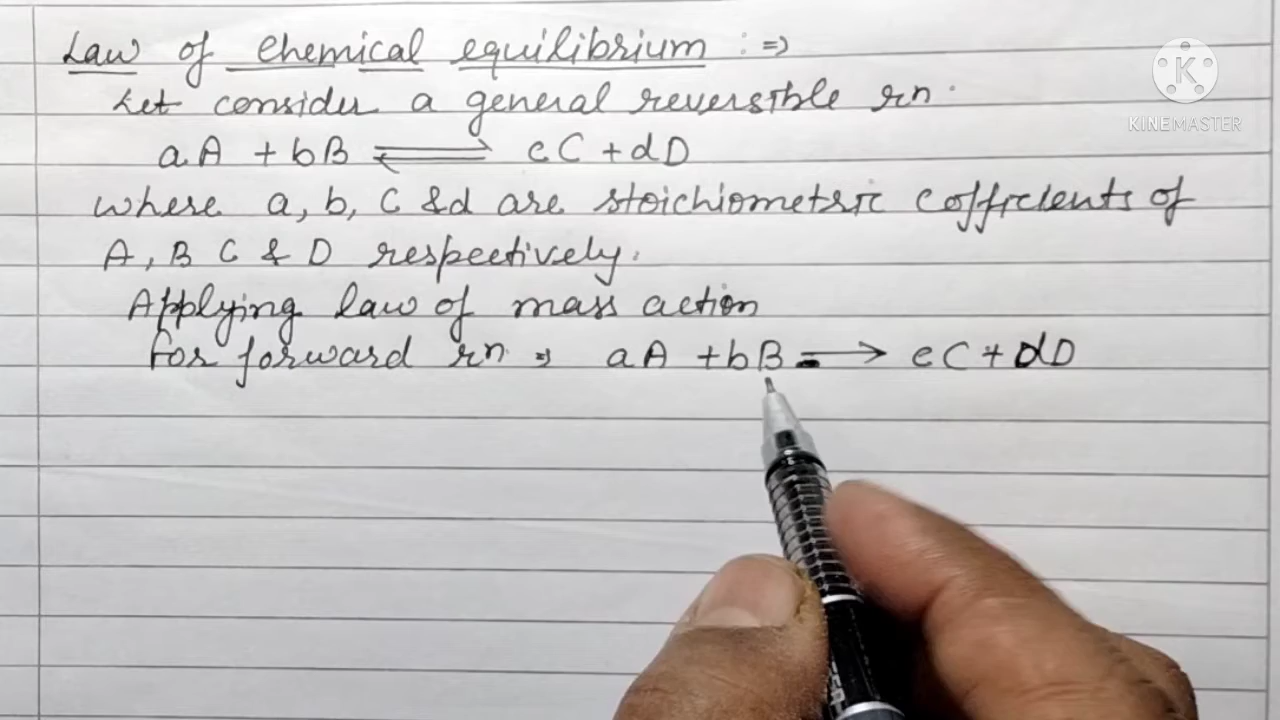 Law of chemical equilibrium :⇒
Let consider a general reversible rn.
aA + bB ⇌ cC + dD
where a, b, c & d are stoichiometric cofficients of
A, B C & D respectively.
Applying law of mass action
for forward rn. ⇒ aA + bB → cC + dD
K
KINEMASTER